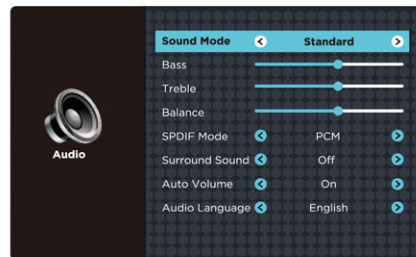 Sound Mode Standard
Bass
Treble
Balance
SPDIF Mode PCM
Surround Sound Off
Auto Volume On
Audio Language English
Audio